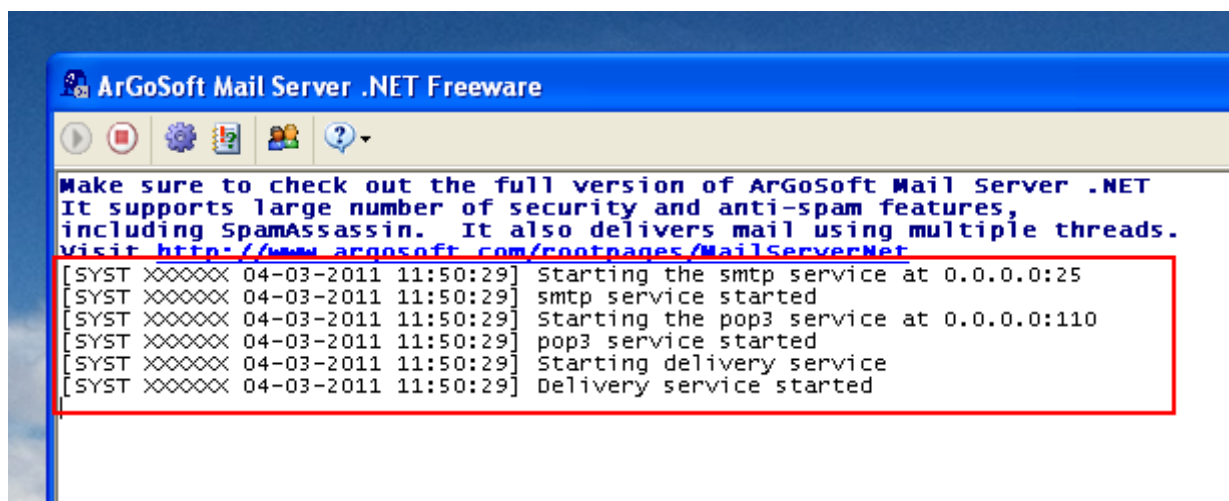 ArGoSoft Mail Server .NET Freeware
Make sure to check out the full version of ArGoSoft Mail Server .NET
It supports large number of security and anti-spam features,
including SpamAssassin.  It also delivers mail using multiple threads.
Visit http://www.argosoft.com/rootpages/MailServerNet
[SYST XXXXXX 04-03-2011 11:50:29] Starting the smtp service at 0.0.0.0:25
[SYST XXXXXX 04-03-2011 11:50:29] smtp service started
[SYST XXXXXX 04-03-2011 11:50:29] Starting the pop3 service at 0.0.0.0:110
[SYST XXXXXX 04-03-2011 11:50:29] pop3 service started
[SYST XXXXXX 04-03-2011 11:50:29] Starting delivery service
[SYST XXXXXX 04-03-2011 11:50:29] Delivery service started